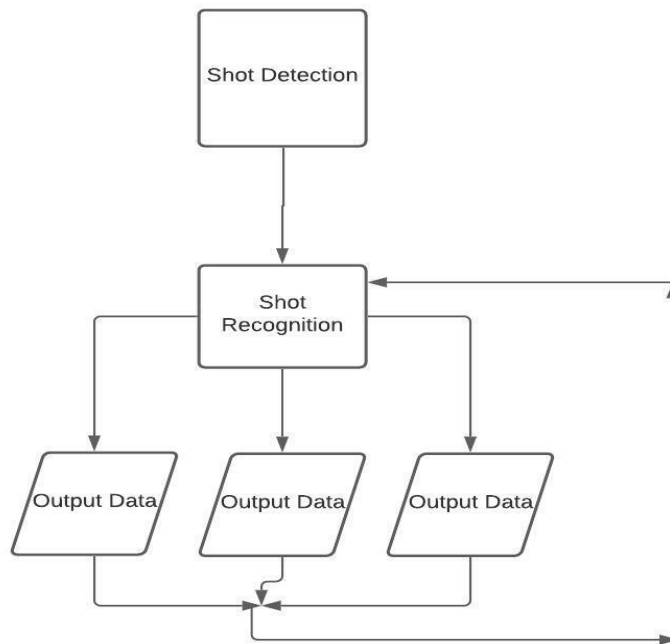 Shot Detection
Shot
Recognition
Output Data
Output Data
Output Data